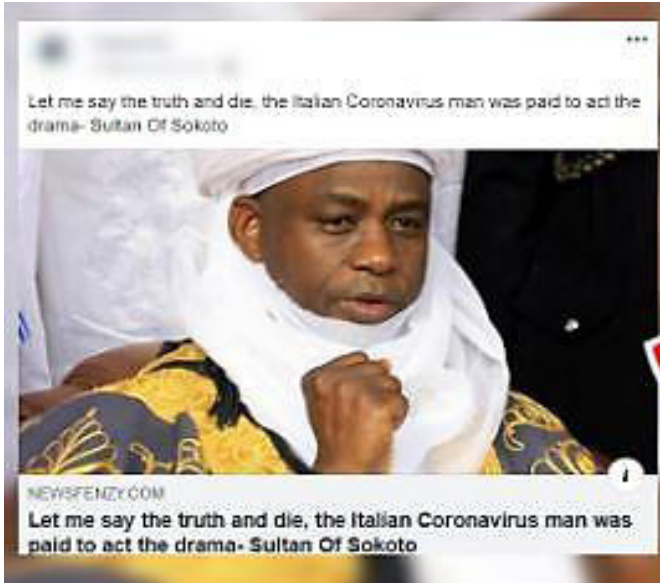 Let me say the truth and die, the Italian Coronavirus man was paid to act the
drama- Sultan Of Sokoto
NEWSFENZY.COM
Let me say the truth and die, the Italian Coronavirus man was
paid to act the drama- Sultan Of Sokoto